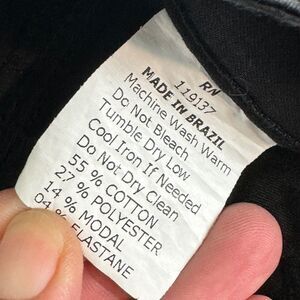 RN
119137
MADE IN BRAZIL
Machine Wash Warm
Do Not Bleach
Tumble Dry Low
Cool Iron If Needed
Do Not Dry Clean
55 % COTTON
27 % POLYESTER
14 % MODAL
04 % ELASTANE